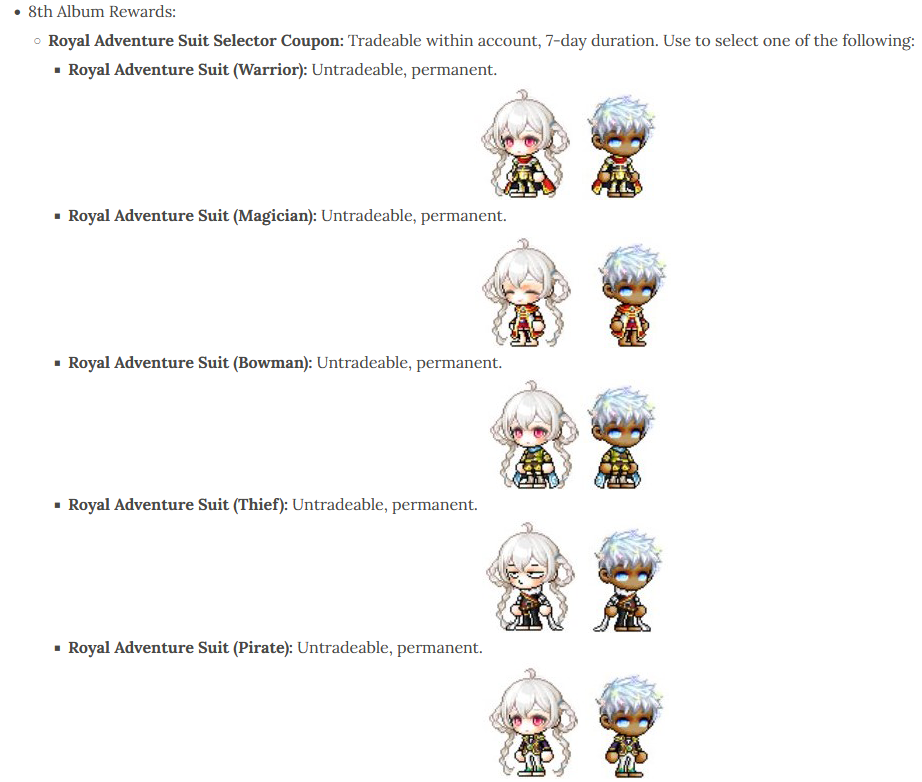 8th Album Rewards:
Royal Adventure Suit Selector Coupon: Tradeable within account, 7-day duration. Use to select one of the following:
Royal Adventure Suit (Warrior): Untradeable, permanent.
Royal Adventure Suit (Magician): Untradeable, permanent.
Royal Adventure Suit (Bowman): Untradeable, permanent.
Royal Adventure Suit (Thief): Untradeable, permanent.
Royal Adventure Suit (Pirate): Untradeable, permanent.